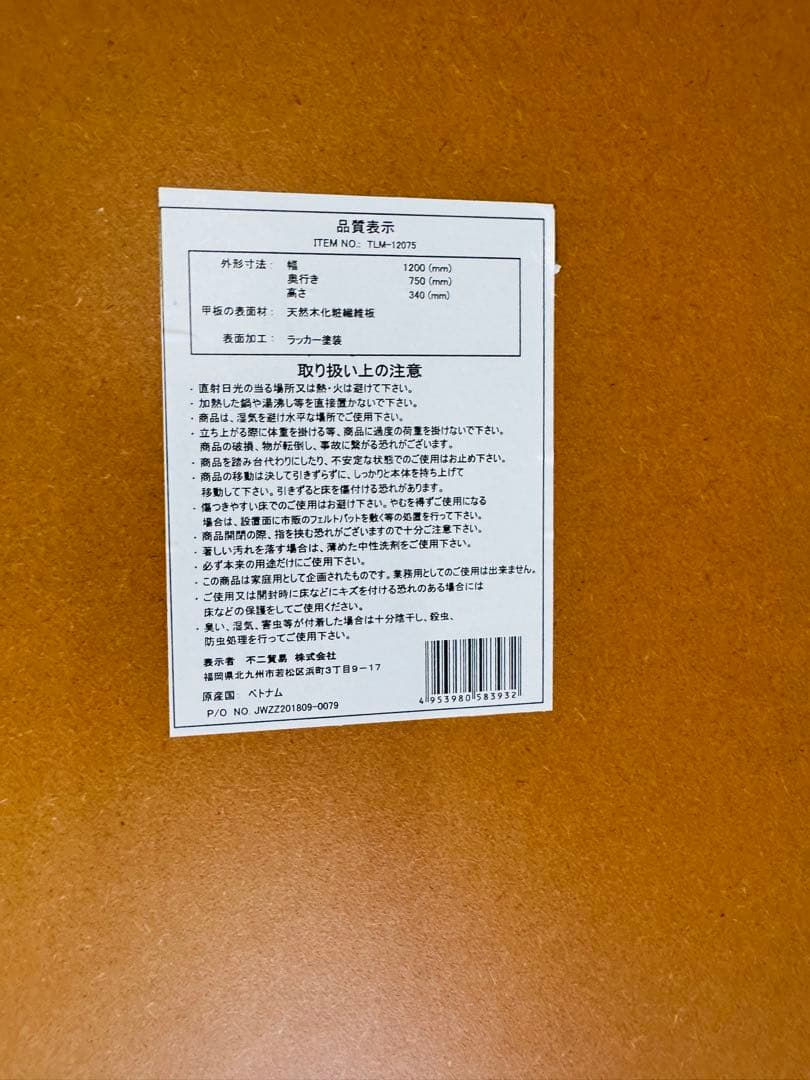 品質表示
ITEM NO.: TLM-12075
外形寸法: 幅 1200(mm)
奥行き 750(mm)
高さ 340(mm)
甲板の表面材: 天然木化粧繊維板
表面加工: ラッカー塗装
取り扱い上の注意
・直射日光の当る場所又は熱・火は避けて下さい。
・加熱した鍋や湯沸し等を直接置かないで下さい。
・商品は、湿気を避け水平な場所でご使用下さい。
・立ち上がる際に体重を掛ける等、商品に過度の荷重を掛けないで下さい。
商品の破損、物が転倒し、事故に繋がる恐れがございます。
・商品を踏み台代わりにしたり、不安定な状態でのご使用はお止め下さい。
・商品の移動は決して引きずらずに、しっかりと本体を持ち上げて
移動して下さい。引きずると床を傷付ける恐れがあります。
・傷つきやすい床でのご使用はお避け下さい。やむを得ずご使用になる
場合は、設置面に市販のフェルトパットを敷く等の処置を行って下さい。
・商品開閉の際、指を挟む恐れがございますので十分ご注意下さい。
・著しい汚れを落す場合は、薄めた中性洗剤をご使用下さい。
・必ず本来の用途だけにご使用下さい。
・この商品は家庭用として企画されたものです。業務用としてのご使用は出来ません。
・ご使用又は開封時に床などにキズを付ける恐れのある場合には
床などの保護をしてご使用ください。
・臭い、湿気、害虫等が付着した場合は十分陰干し、殺虫、
防虫処理を行ってご使用下さい。
表示者 不二貿易 株式会社
福岡県北九州市若松区浜町3丁目9-17
原産国: ベトナム
P/O NO. JWZZ201809-0079
4 953980 583932